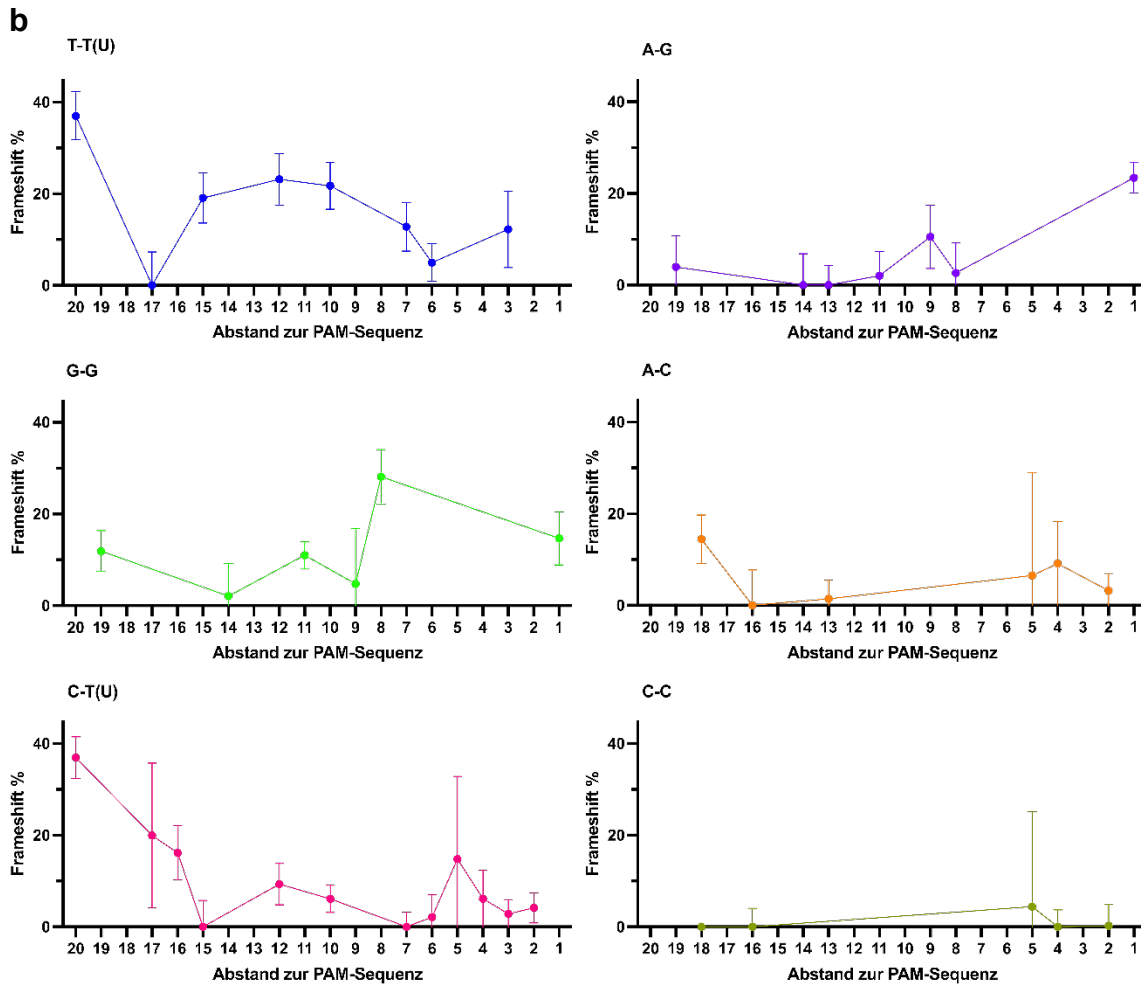 b
T-T(U)
Frameshift %
40
20
0
20 19 18 17 16 15 14 13 12 11 10 9 8 7 6 5 4 3 2 1
Abstand zur PAM-Sequenz
A-G
Frameshift %
40
20
0
20 19 18 17 16 15 14 13 12 11 10 9 8 7 6 5 4 3 2 1
Abstand zur PAM-Sequenz
G-G
Frameshift %
40
20
0
20 19 18 17 16 15 14 13 12 11 10 9 8 7 6 5 4 3 2 1
Abstand zur PAM-Sequenz
A-C
Frameshift %
40
20
0
20 19 18 17 16 15 14 13 12 11 10 9 8 7 6 5 4 3 2 1
Abstand zur PAM-Sequenz
C-T(U)
Frameshift %
40
20
0
20 19 18 17 16 15 14 13 12 11 10 9 8 7 6 5 4 3 2 1
Abstand zur PAM-Sequenz
C-C
Frameshift %
40
20
0
20 19 18 17 16 15 14 13 12 11 10 9 8 7 6 5 4 3 2 1
Abstand zur PAM-Sequenz